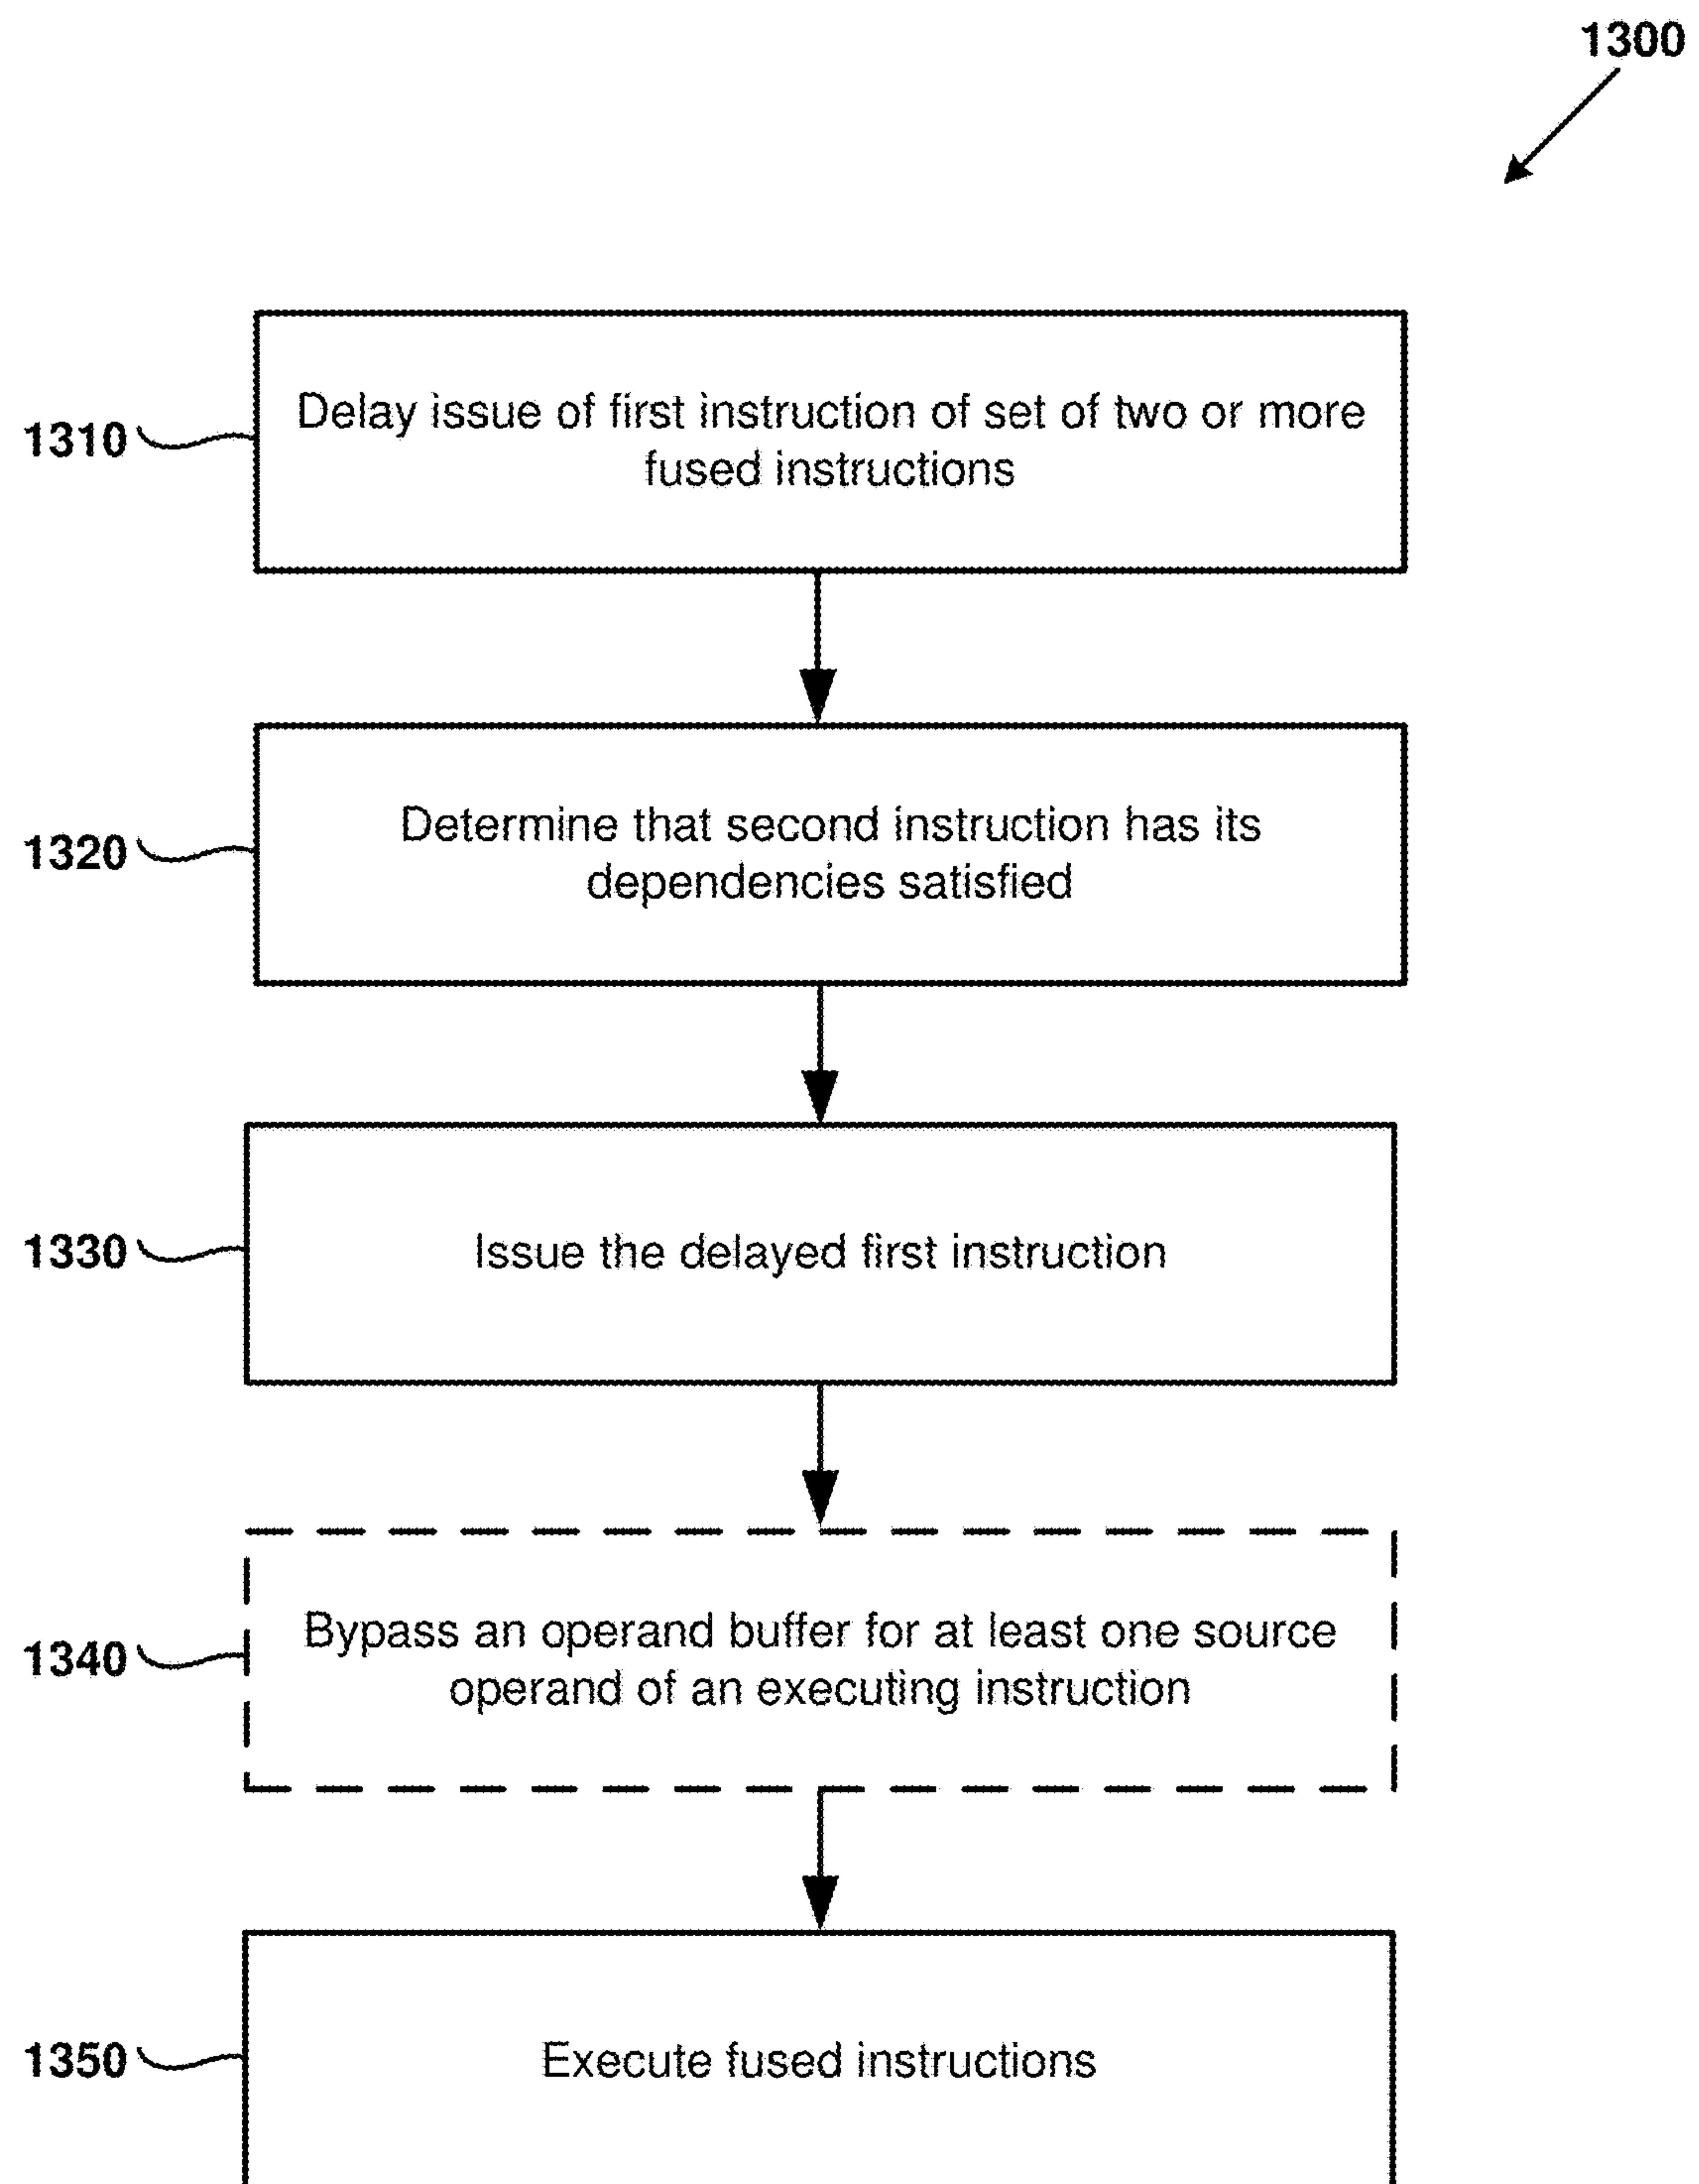 1300
1310
Delay issue of first instruction of set of two or more
fused instructions
1320
Determine that second instruction has its
dependencies satisfied
1330
Issue the delayed first instruction
1340
Bypass an operand buffer for at least one source
operand of an executing instruction
1350
Execute fused instructions